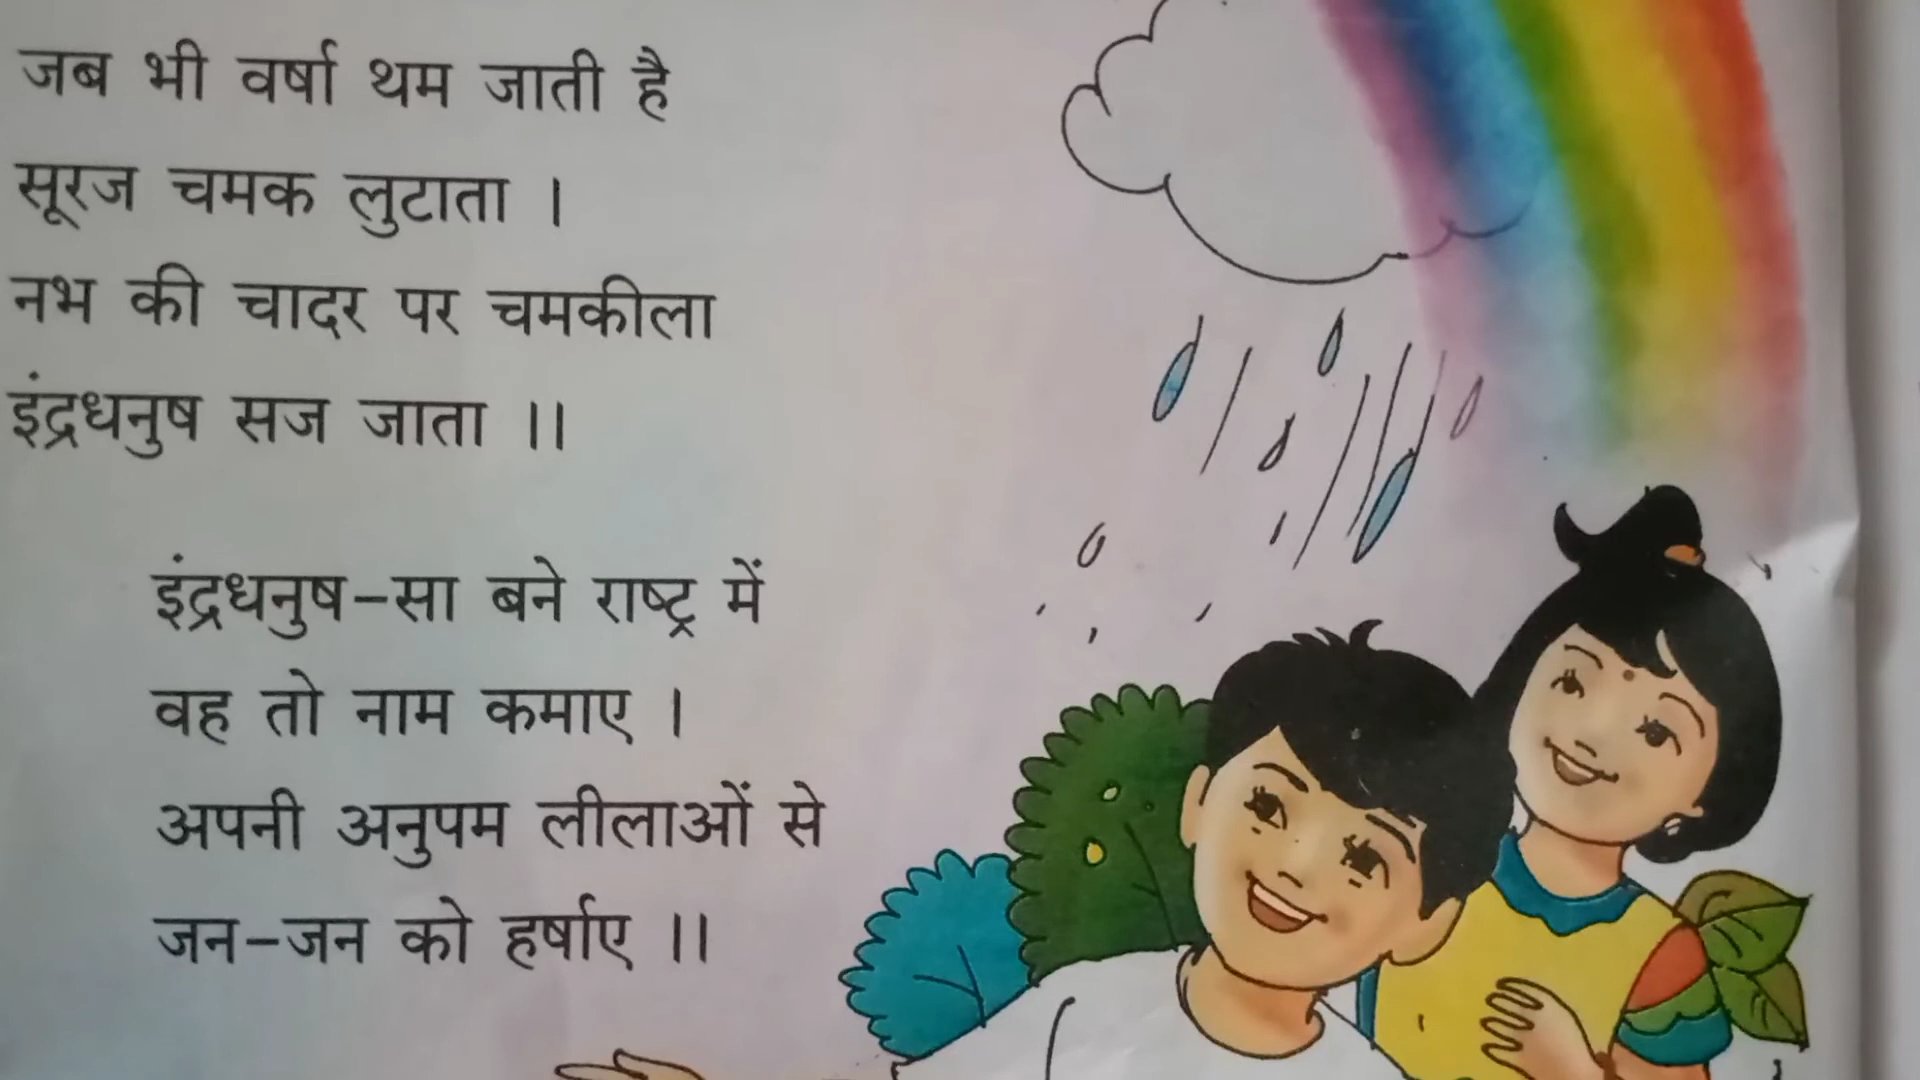 जब भी वर्षा थम जाती है
सूरज चमक लुटाता ।
नभ की चादर पर चमकीला
इंद्रधनुष सज जाता ।।
इंद्रधनुष-सा बने राष्ट्र में
वह तो नाम कमाए ।
अपनी अनुपम लीलाओं से
जन-जन को हर्षाए ।।